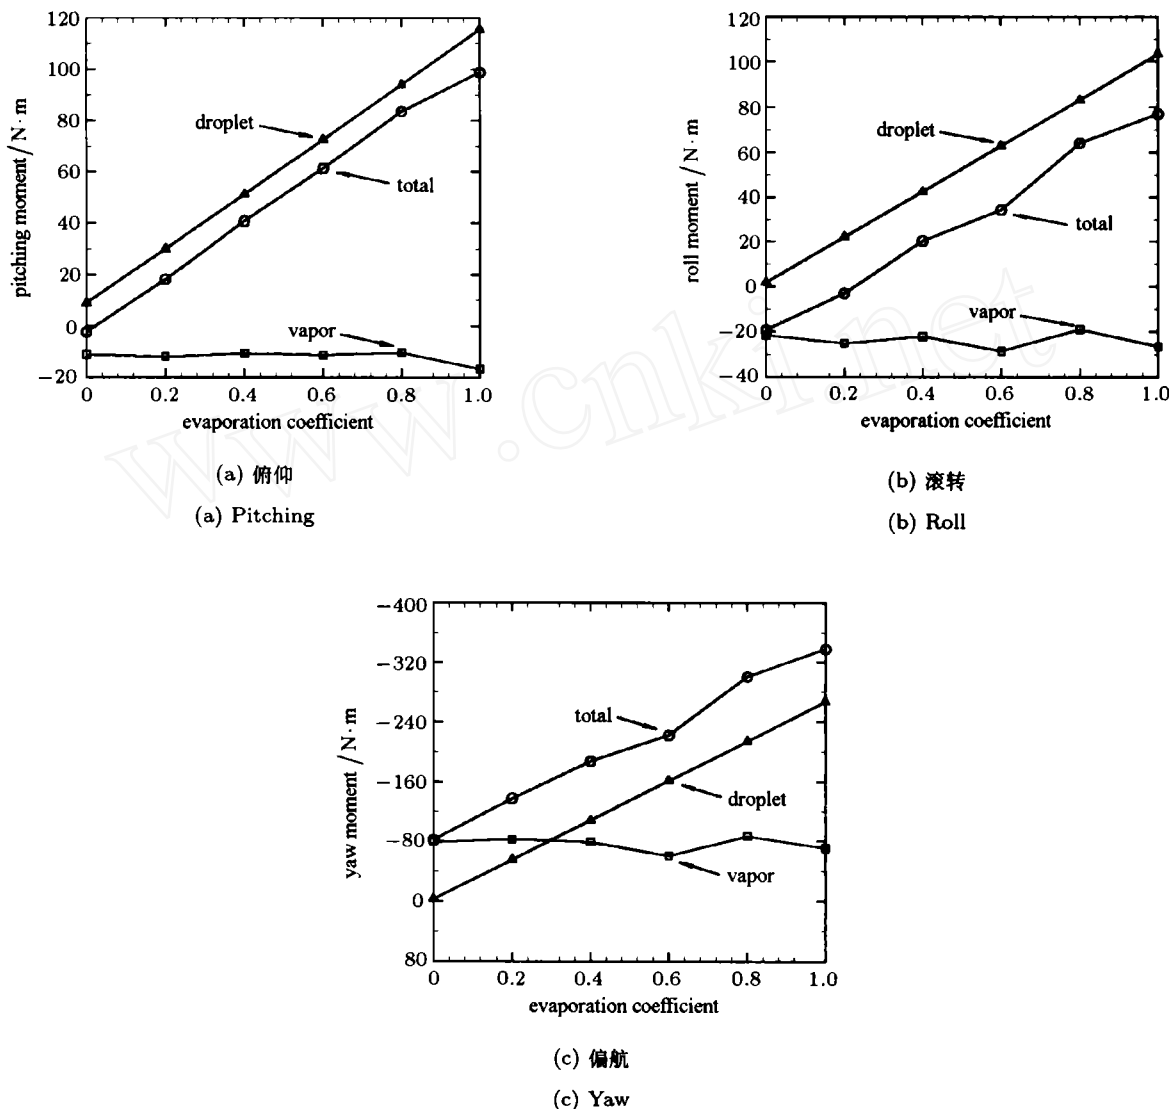 120
100
80
60
40
20
0
−20
pitching moment / N·m
droplet
total
vapor
0 0.2 0.4 0.6 0.8 1.0
evaporation coefficient
(a) 俯仰
(a) Pitching
120
100
80
60
40
20
0
−20
−40
roll moment / N·m
droplet
total
vapor
0 0.2 0.4 0.6 0.8 1.0
evaporation coefficient
(b) 滚转
(b) Roll
−400
−320
−240
−160
−80
0
80
yaw moment / N·m
total
droplet
vapor
0 0.2 0.4 0.6 0.8 1.0
evaporation coefficient
(c) 偏航
(c) Yaw
www.cnki.net